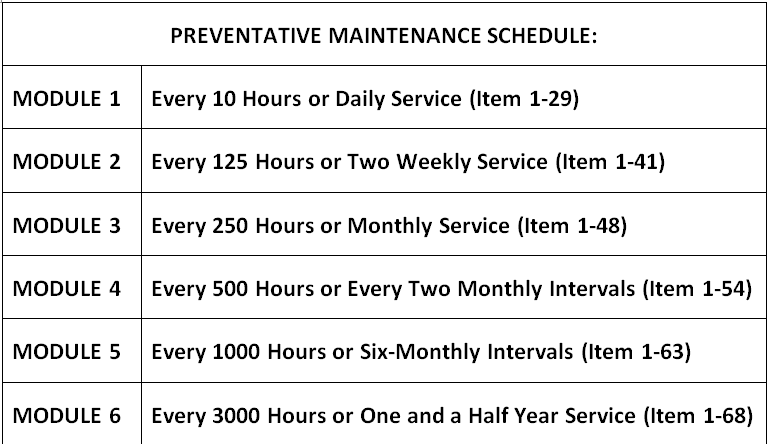 PREVENTATIVE MAINTENANCE SCHEDULE:
MODULE 1 Every 10 Hours or Daily Service (Item 1-29)
MODULE 2 Every 125 Hours or Two Weekly Service (Item 1-41)
MODULE 3 Every 250 Hours or Monthly Service (Item 1-48)
MODULE 4 Every 500 Hours or Every Two Monthly Intervals (Item 1-54)
MODULE 5 Every 1000 Hours or Six-Monthly Intervals (Item 1-63)
MODULE 6 Every 3000 Hours or One and a Half Year Service (Item 1-68)